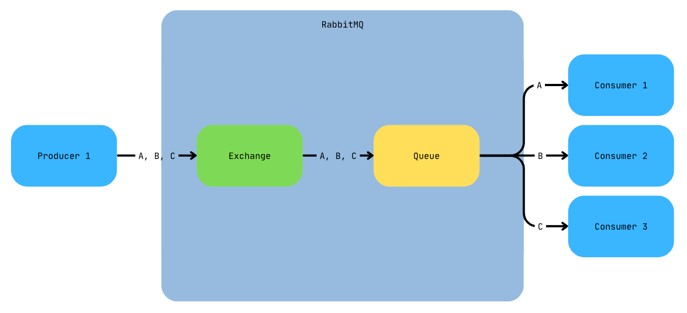 RabbitMQ
Producer 1
A, B, C
Exchange
A, B, C
Queue
A
Consumer 1
B
Consumer 2
C
Consumer 3